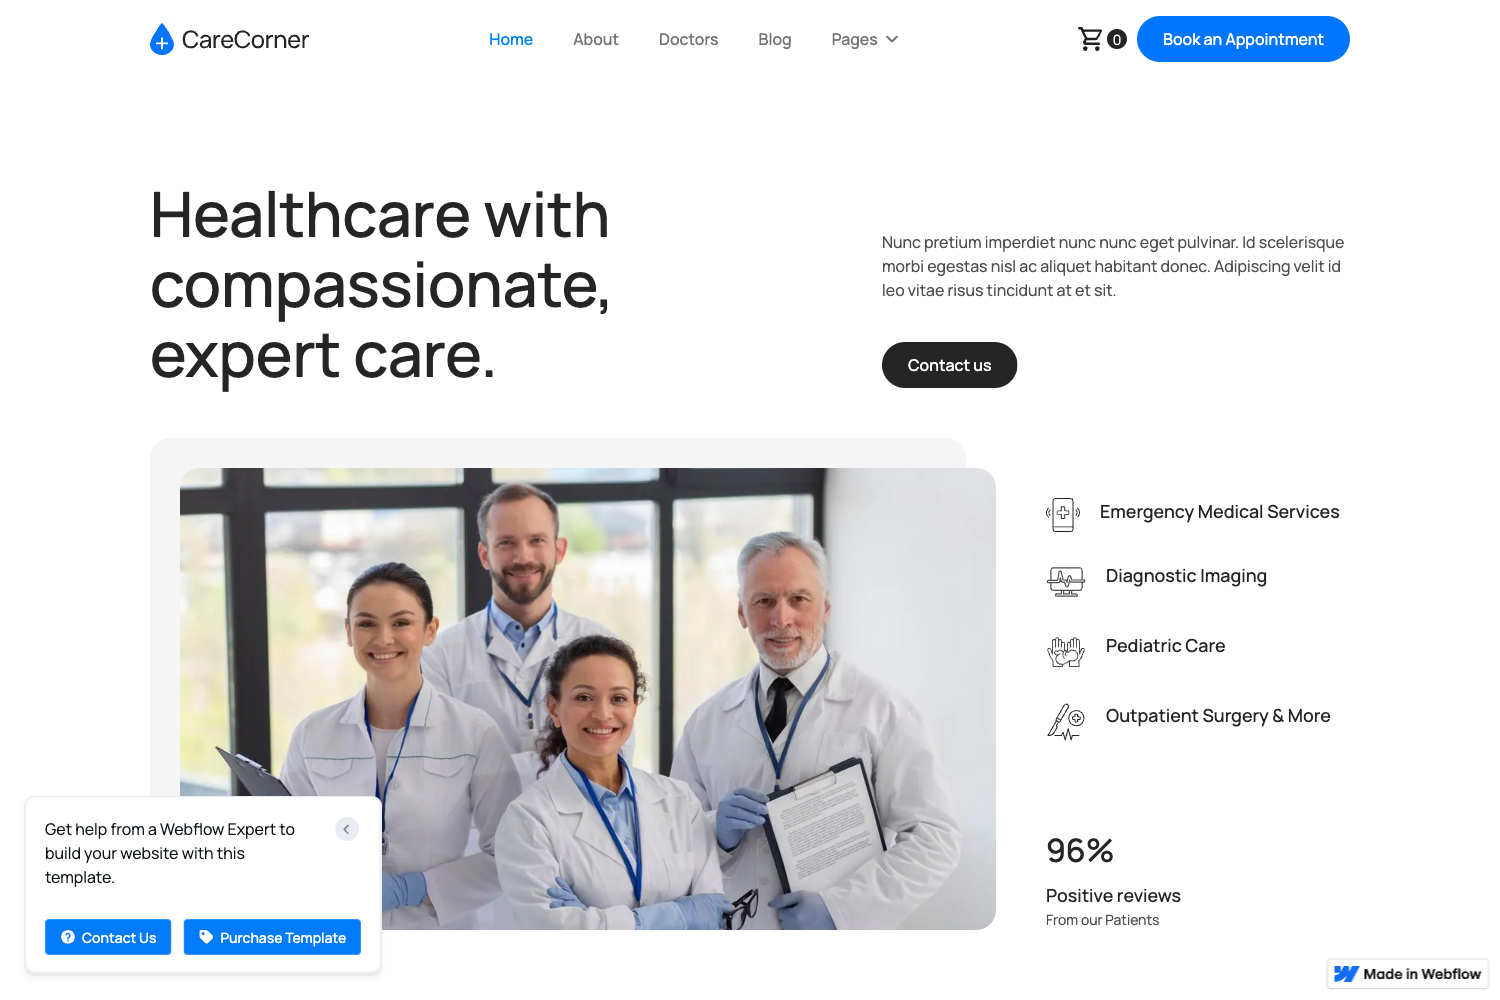 CareCorner
Home
About
Doctors
Blog
Pages
0
Book an Appointment
Healthcare with
compassionate,
expert care.
Nunc pretium imperdiet nunc nunc eget pulvinar. Id scelerisque
morbi egestas nisl ac aliquet habitant donec. Adipiscing velit id
leo vitae risus tincidunt at et sit.
Contact us
Emergency Medical Services
Diagnostic Imaging
Pediatric Care
Outpatient Surgery & More
96%
Positive reviews
From our Patients
Get help from a Webflow Expert to
build your website with this
template.
Contact Us
Purchase Template
Made in Webflow